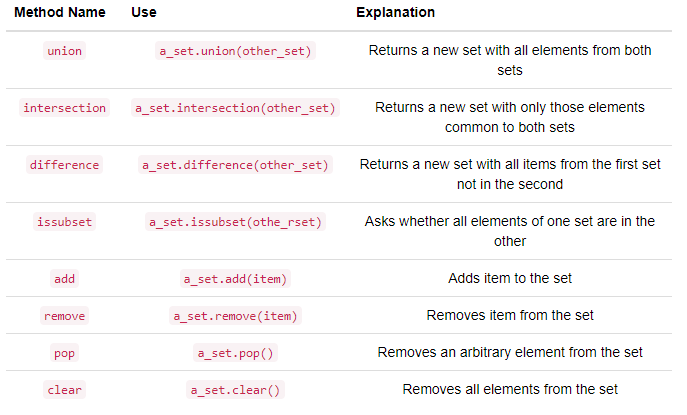 Method Name Use Explanation
union a_set.union(other_set) Returns a new set with all elements from both
sets
intersection a_set.intersection(other_set) Returns a new set with only those elements
common to both sets
difference a_set.difference(other_set) Returns a new set with all items from the first set
not in the second
issubset a_set.issubset(othe_rset) Asks whether all elements of one set are in the
other
add a_set.add(item) Adds item to the set
remove a_set.remove(item) Removes item from the set
pop a_set.pop() Removes an arbitrary element from the set
clear a_set.clear() Removes all elements from the set